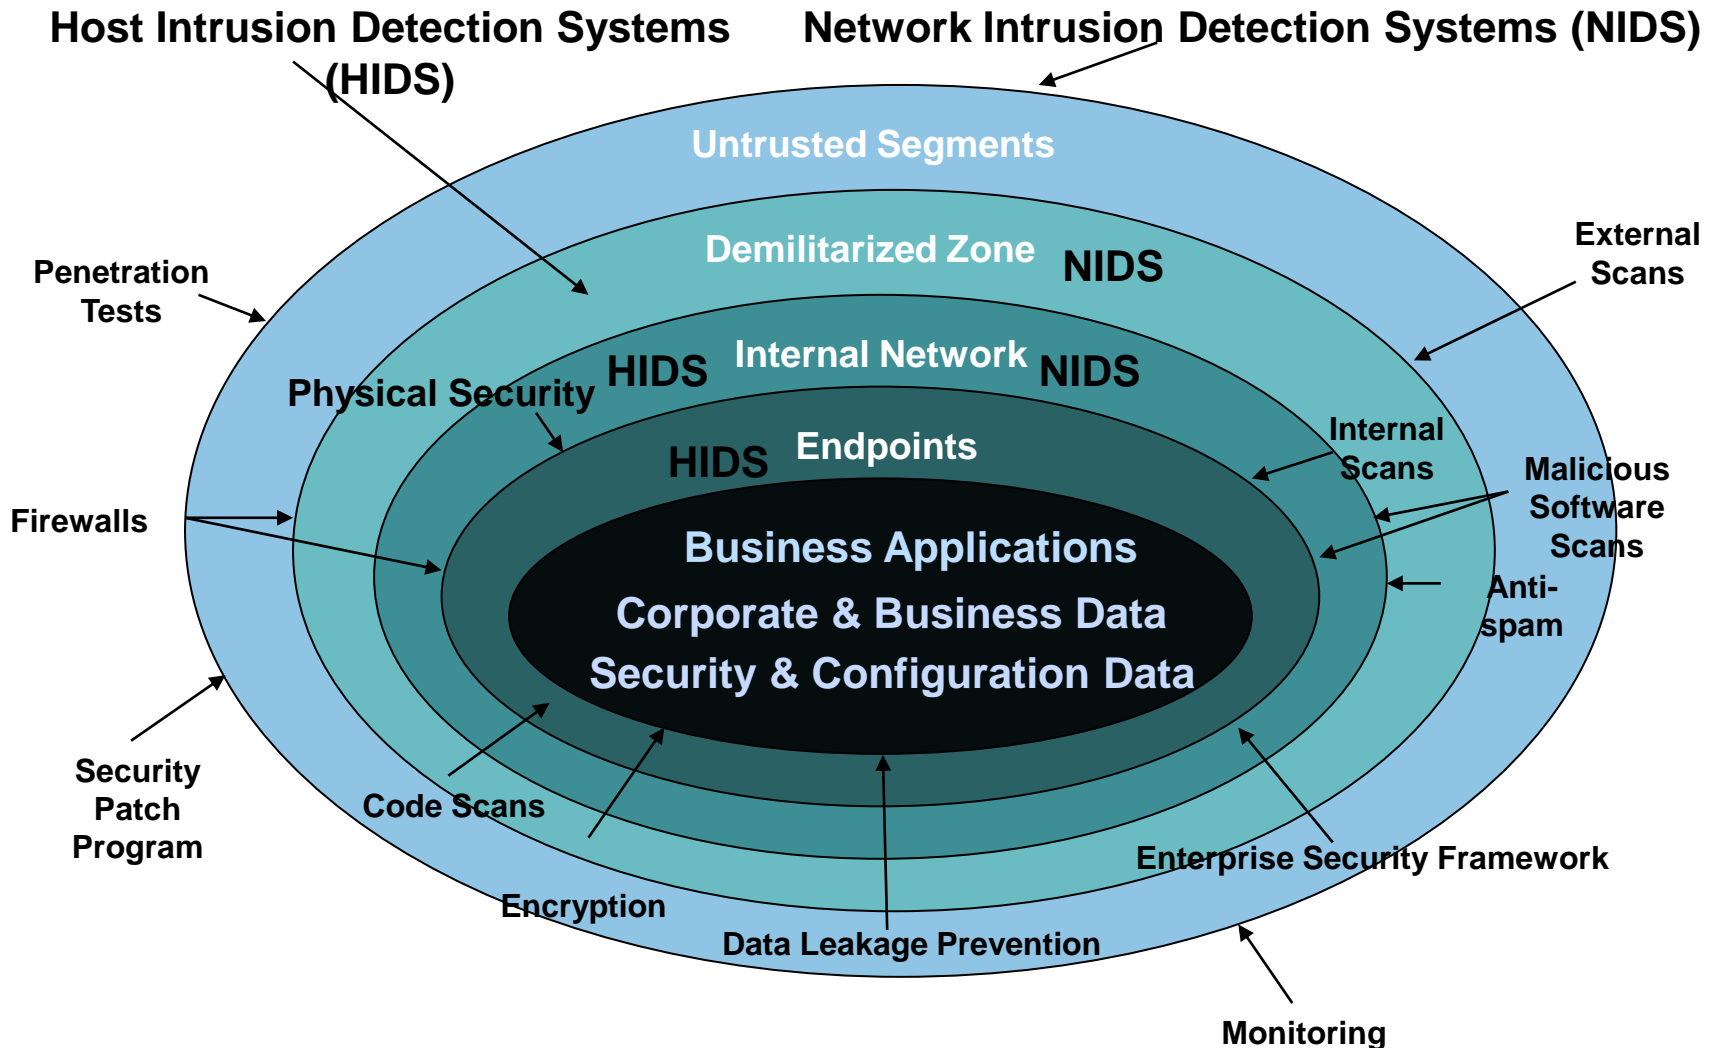 Host Intrusion Detection Systems
(HIDS)
Network Intrusion Detection Systems (NIDS)
Untrusted Segments
Demilitarized Zone
NIDS
External
Scans
Penetration
Tests
HIDS
Internal Network
NIDS
Physical Security
HIDS
Endpoints
Internal
Scans
Malicious
Software
Scans
Firewalls
Business Applications
Corporate & Business Data
Security & Configuration Data
Anti-
spam
Security
Patch
Program
Code Scans
Enterprise Security Framework
Encryption
Data Leakage Prevention
Monitoring